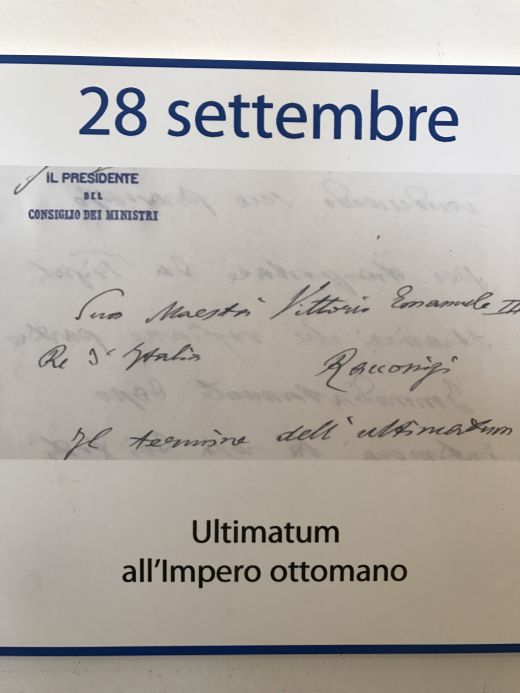 28 settembre
IL PRESIDENTE
DEL
CONSIGLIO DEI MINISTRI
Sua Maestà Vittorio Emanuele III
Re d'Italia Racconigi
Il termine dell'ultimatum
Ultimatum
all'Impero ottomano